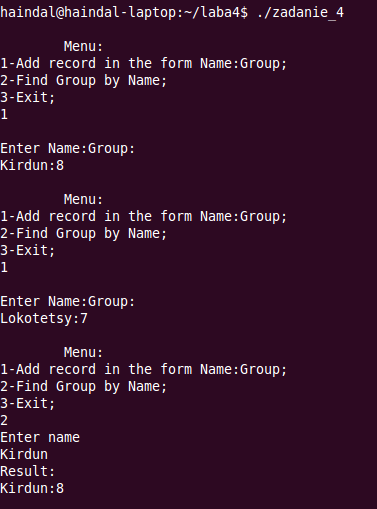 haindal@haindal-laptop:~/laba4$ ./zadanie_4
Menu:
1-Add record in the form Name:Group;
2-Find Group by Name;
3-Exit;
1
Enter Name:Group:
Kirdun:8
Menu:
1-Add record in the form Name:Group;
2-Find Group by Name;
3-Exit;
1
Enter Name:Group:
Lokotetsy:7
Menu:
1-Add record in the form Name:Group;
2-Find Group by Name;
3-Exit;
2
Enter name
Kirdun
Result:
Kirdun:8